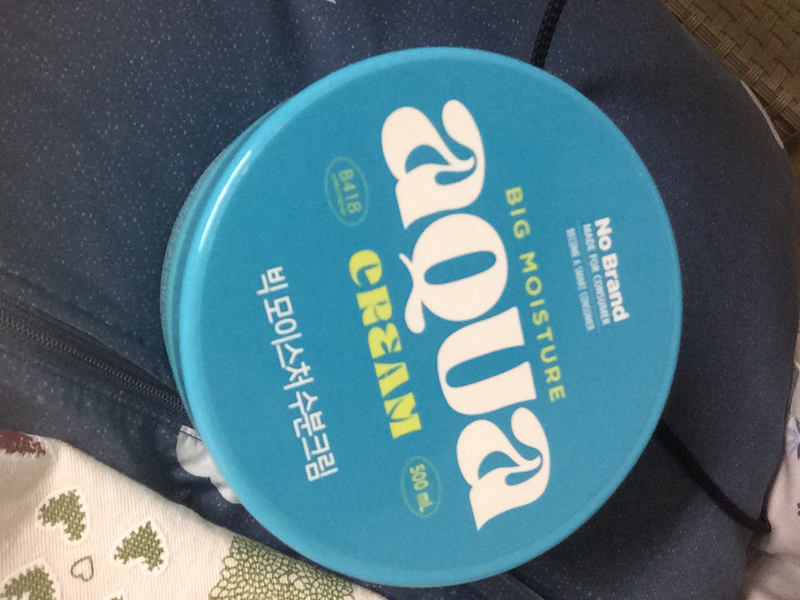 No Brand
MADE FOR CONSUMER
BECOME A SMART CONSUMER
BIG MOISTURE
aQUa
B418
CREAM
500 mL
빅 모이스처 수분크림